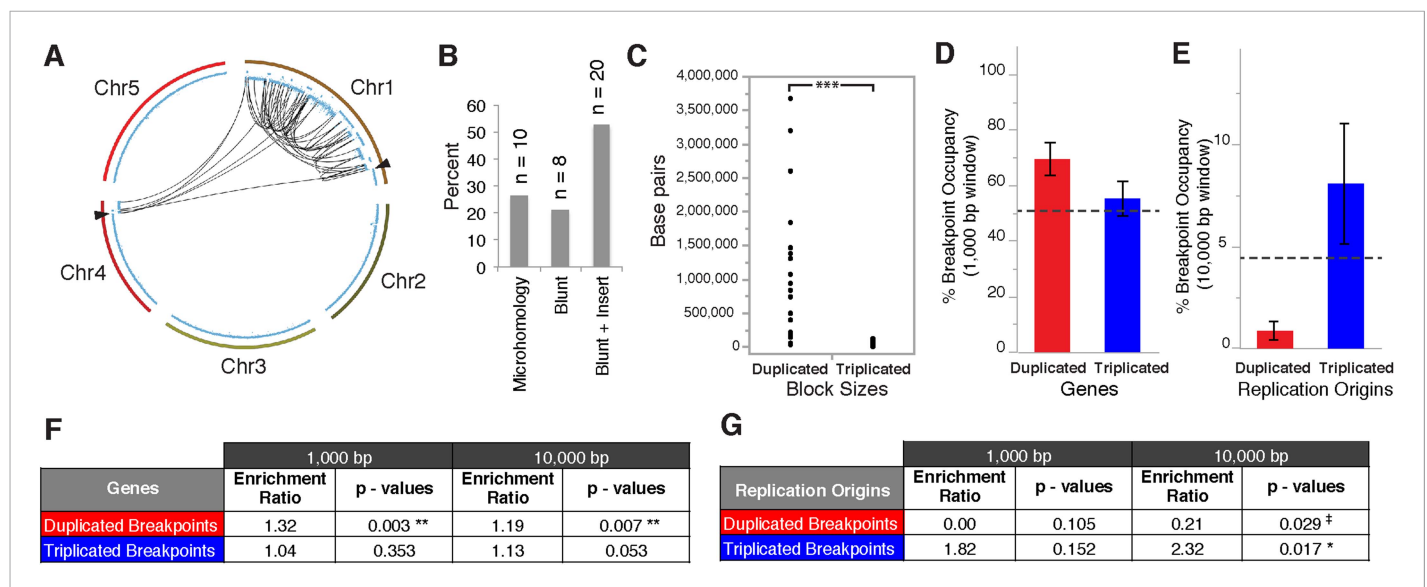 A
Chr5
Chr1
Chr4
Chr2
Chr3
B
Percent
60
50
40
30
20
10
0
n = 10
n = 8
n = 20
Microhomology
Blunt
Blunt + Insert
C
Base pairs
4,000,000
3,500,000
3,000,000
2,500,000
2,000,000
1,500,000
1,000,000
500,000
0
***
Duplicated Triplicated
Block Sizes
D
% Breakpoint Occupancy
(1,000 bp window)
100
80
60
40
20
0
Duplicated Triplicated
Genes
E
% Breakpoint Occupancy
(10,000 bp window)
10
5
0
Duplicated Triplicated
Replication Origins
F
1,000 bp 10,000 bp
Genes Enrichment Ratio p - values Enrichment Ratio p - values
Duplicated Breakpoints 1.32 0.003 ** 1.19 0.007 **
Triplicated Breakpoints 1.04 0.353 1.13 0.053
G
1,000 bp 10,000 bp
Replication Origins Enrichment Ratio p - values Enrichment Ratio p - values
Duplicated Breakpoints 0.00 0.105 0.21 0.029 ‡
Triplicated Breakpoints 1.82 0.152 2.32 0.017 *